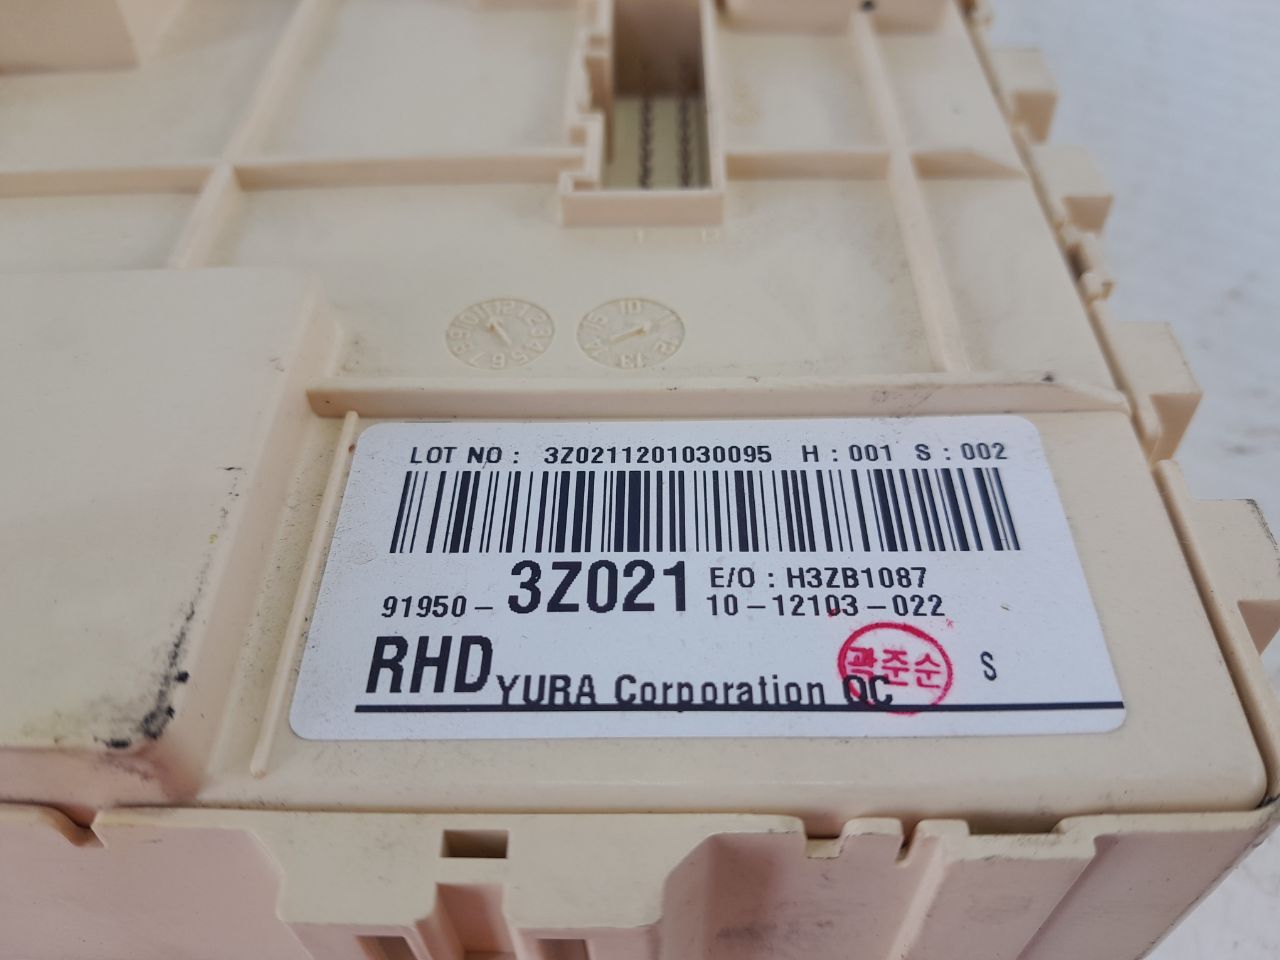 LOT NO : 3Z0211201030095 H : 001 S : 002
91950-3Z021 E/O : H3ZB1087
10-12103-022
RHD YURA Corporation QC 곽준순 S